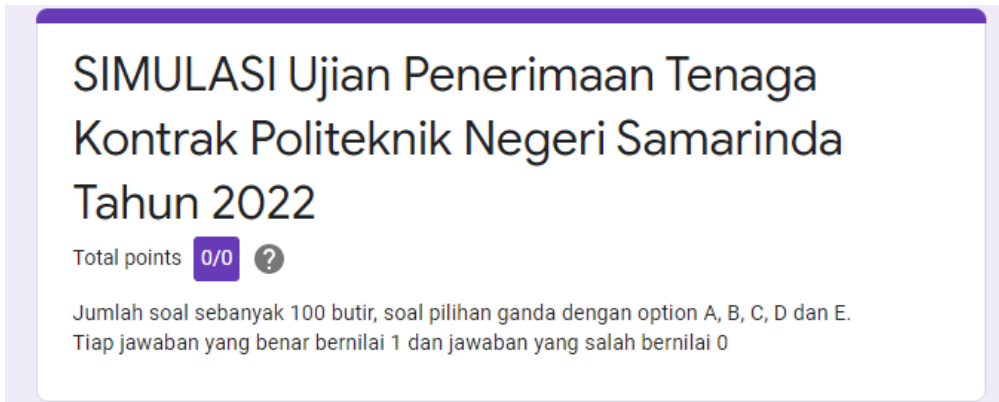 SIMULASI Ujian Penerimaan Tenaga
Kontrak Politeknik Negeri Samarinda
Tahun 2022
Total points 0/0 ?
Jumlah soal sebanyak 100 butir, soal pilihan ganda dengan option A, B, C, D dan E.
Tiap jawaban yang benar bernilai 1 dan jawaban yang salah bernilai 0